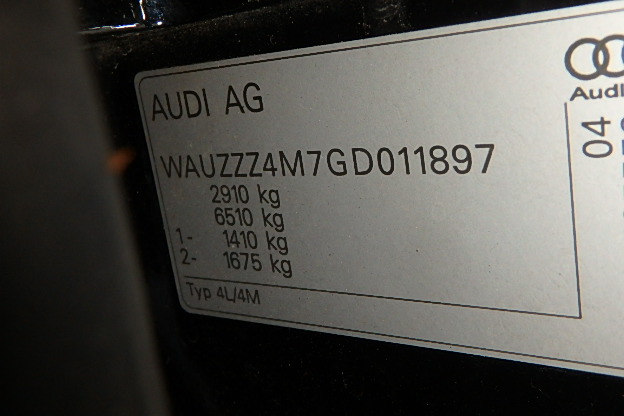 AUDI AG
WAUZZZ4M7GD011897
2910 kg
6510 kg
1- 1410 kg
2- 1675 kg
Typ 4L/4M
Audi
04